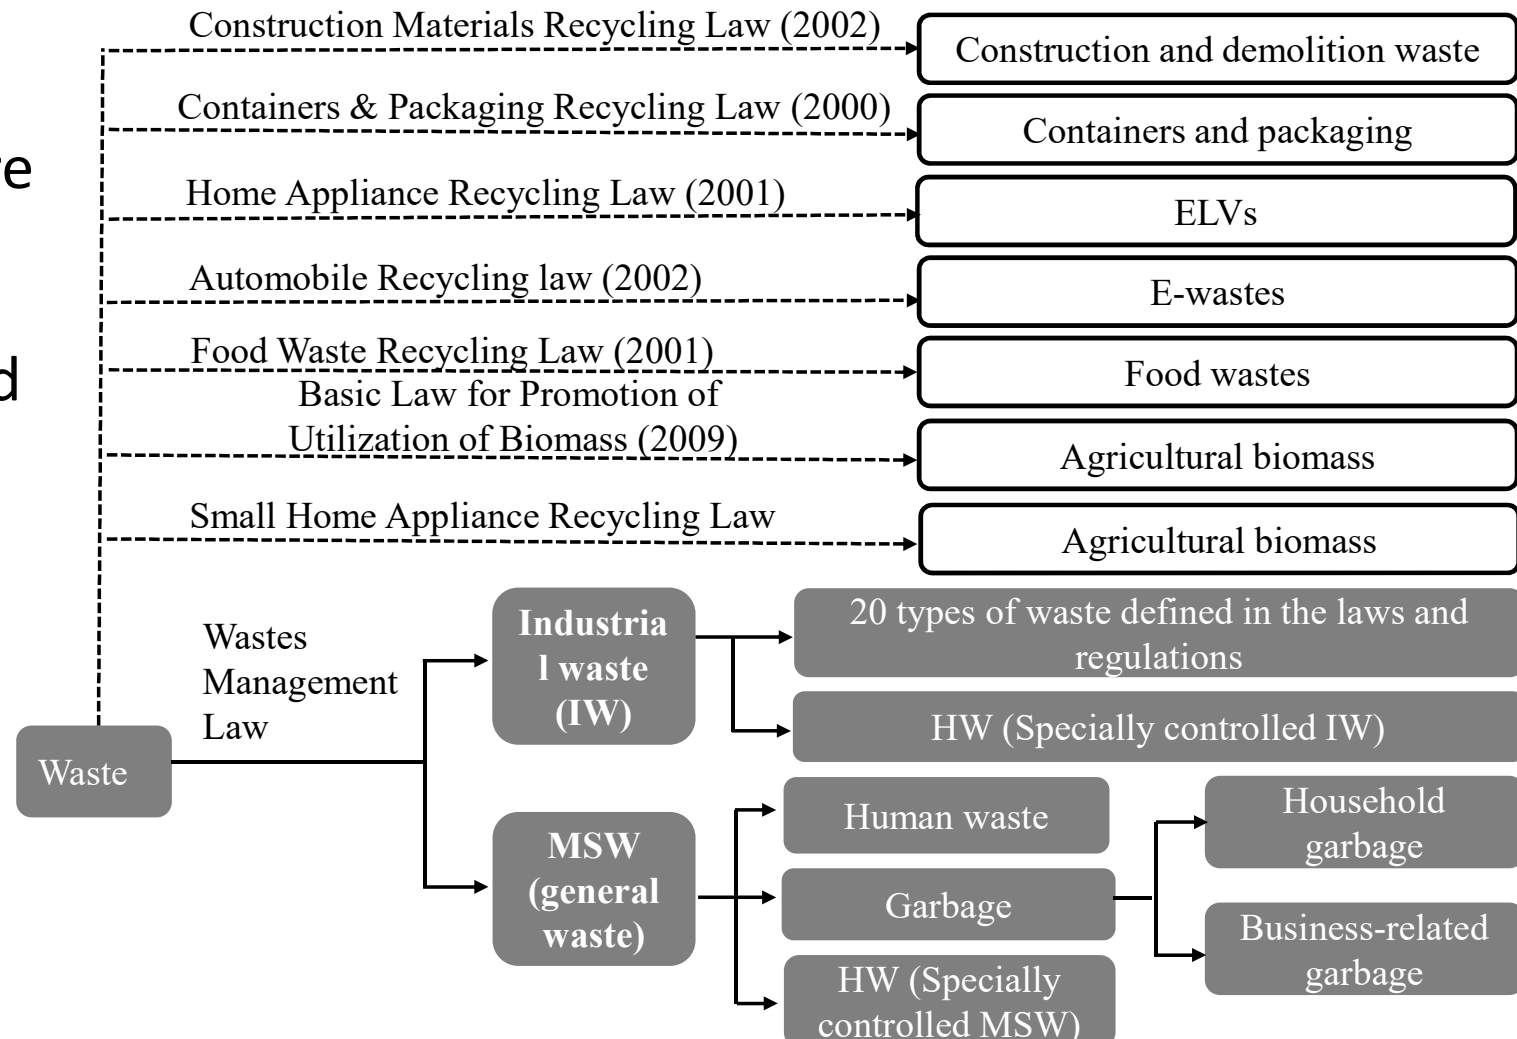 Construction Materials Recycling Law (2002)
Construction and demolition waste
Containers & Packaging Recycling Law (2000)
Containers and packaging
re
Home Appliance Recycling Law (2001)
ELVs
Automobile Recycling law (2002)
E-wastes
Food Waste Recycling Law (2001)
Food wastes
d
Basic Law for Promotion of
Utilization of Biomass (2009)
Agricultural biomass
Small Home Appliance Recycling Law
Agricultural biomass
Wastes
Management
Law
Waste
Industria
l waste
(IW)
20 types of waste defined in the laws and
regulations
HW (Specially controlled IW)
MSW
(general
waste)
Human waste
Garbage
HW (Specially
controlled MSW)
Household
garbage
Business-related
garbage